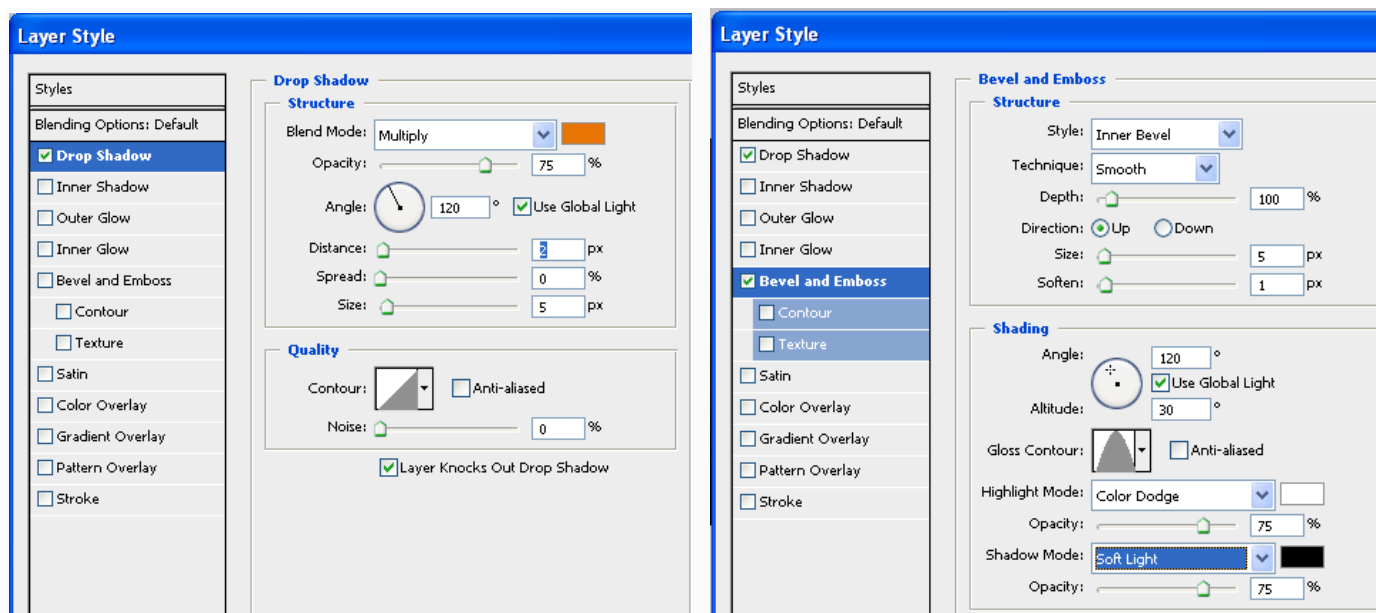 Layer Style
Styles
Blending Options: Default
Drop Shadow
Inner Shadow
Outer Glow
Inner Glow
Bevel and Emboss
Contour
Texture
Satin
Color Overlay
Gradient Overlay
Pattern Overlay
Stroke
Drop Shadow
Structure
Blend Mode: Multiply
Opacity: 75 %
Angle: 120 ° Use Global Light
Distance: 2 px
Spread: 0 %
Size: 5 px
Quality
Contour: Anti-aliased
Noise: 0 %
Layer Knocks Out Drop Shadow
Layer Style
Styles
Blending Options: Default
Drop Shadow
Inner Shadow
Outer Glow
Inner Glow
Bevel and Emboss
Contour
Texture
Satin
Color Overlay
Gradient Overlay
Pattern Overlay
Stroke
Bevel and Emboss
Structure
Style: Inner Bevel
Technique: Smooth
Depth: 100 %
Direction: Up Down
Size: 5 px
Soften: 1 px
Shading
Angle: 120 °
Use Global Light
Altitude: 30 °
Gloss Contour: Anti-aliased
Highlight Mode: Color Dodge
Opacity: 75 %
Shadow Mode: Soft Light
Opacity: 75 %